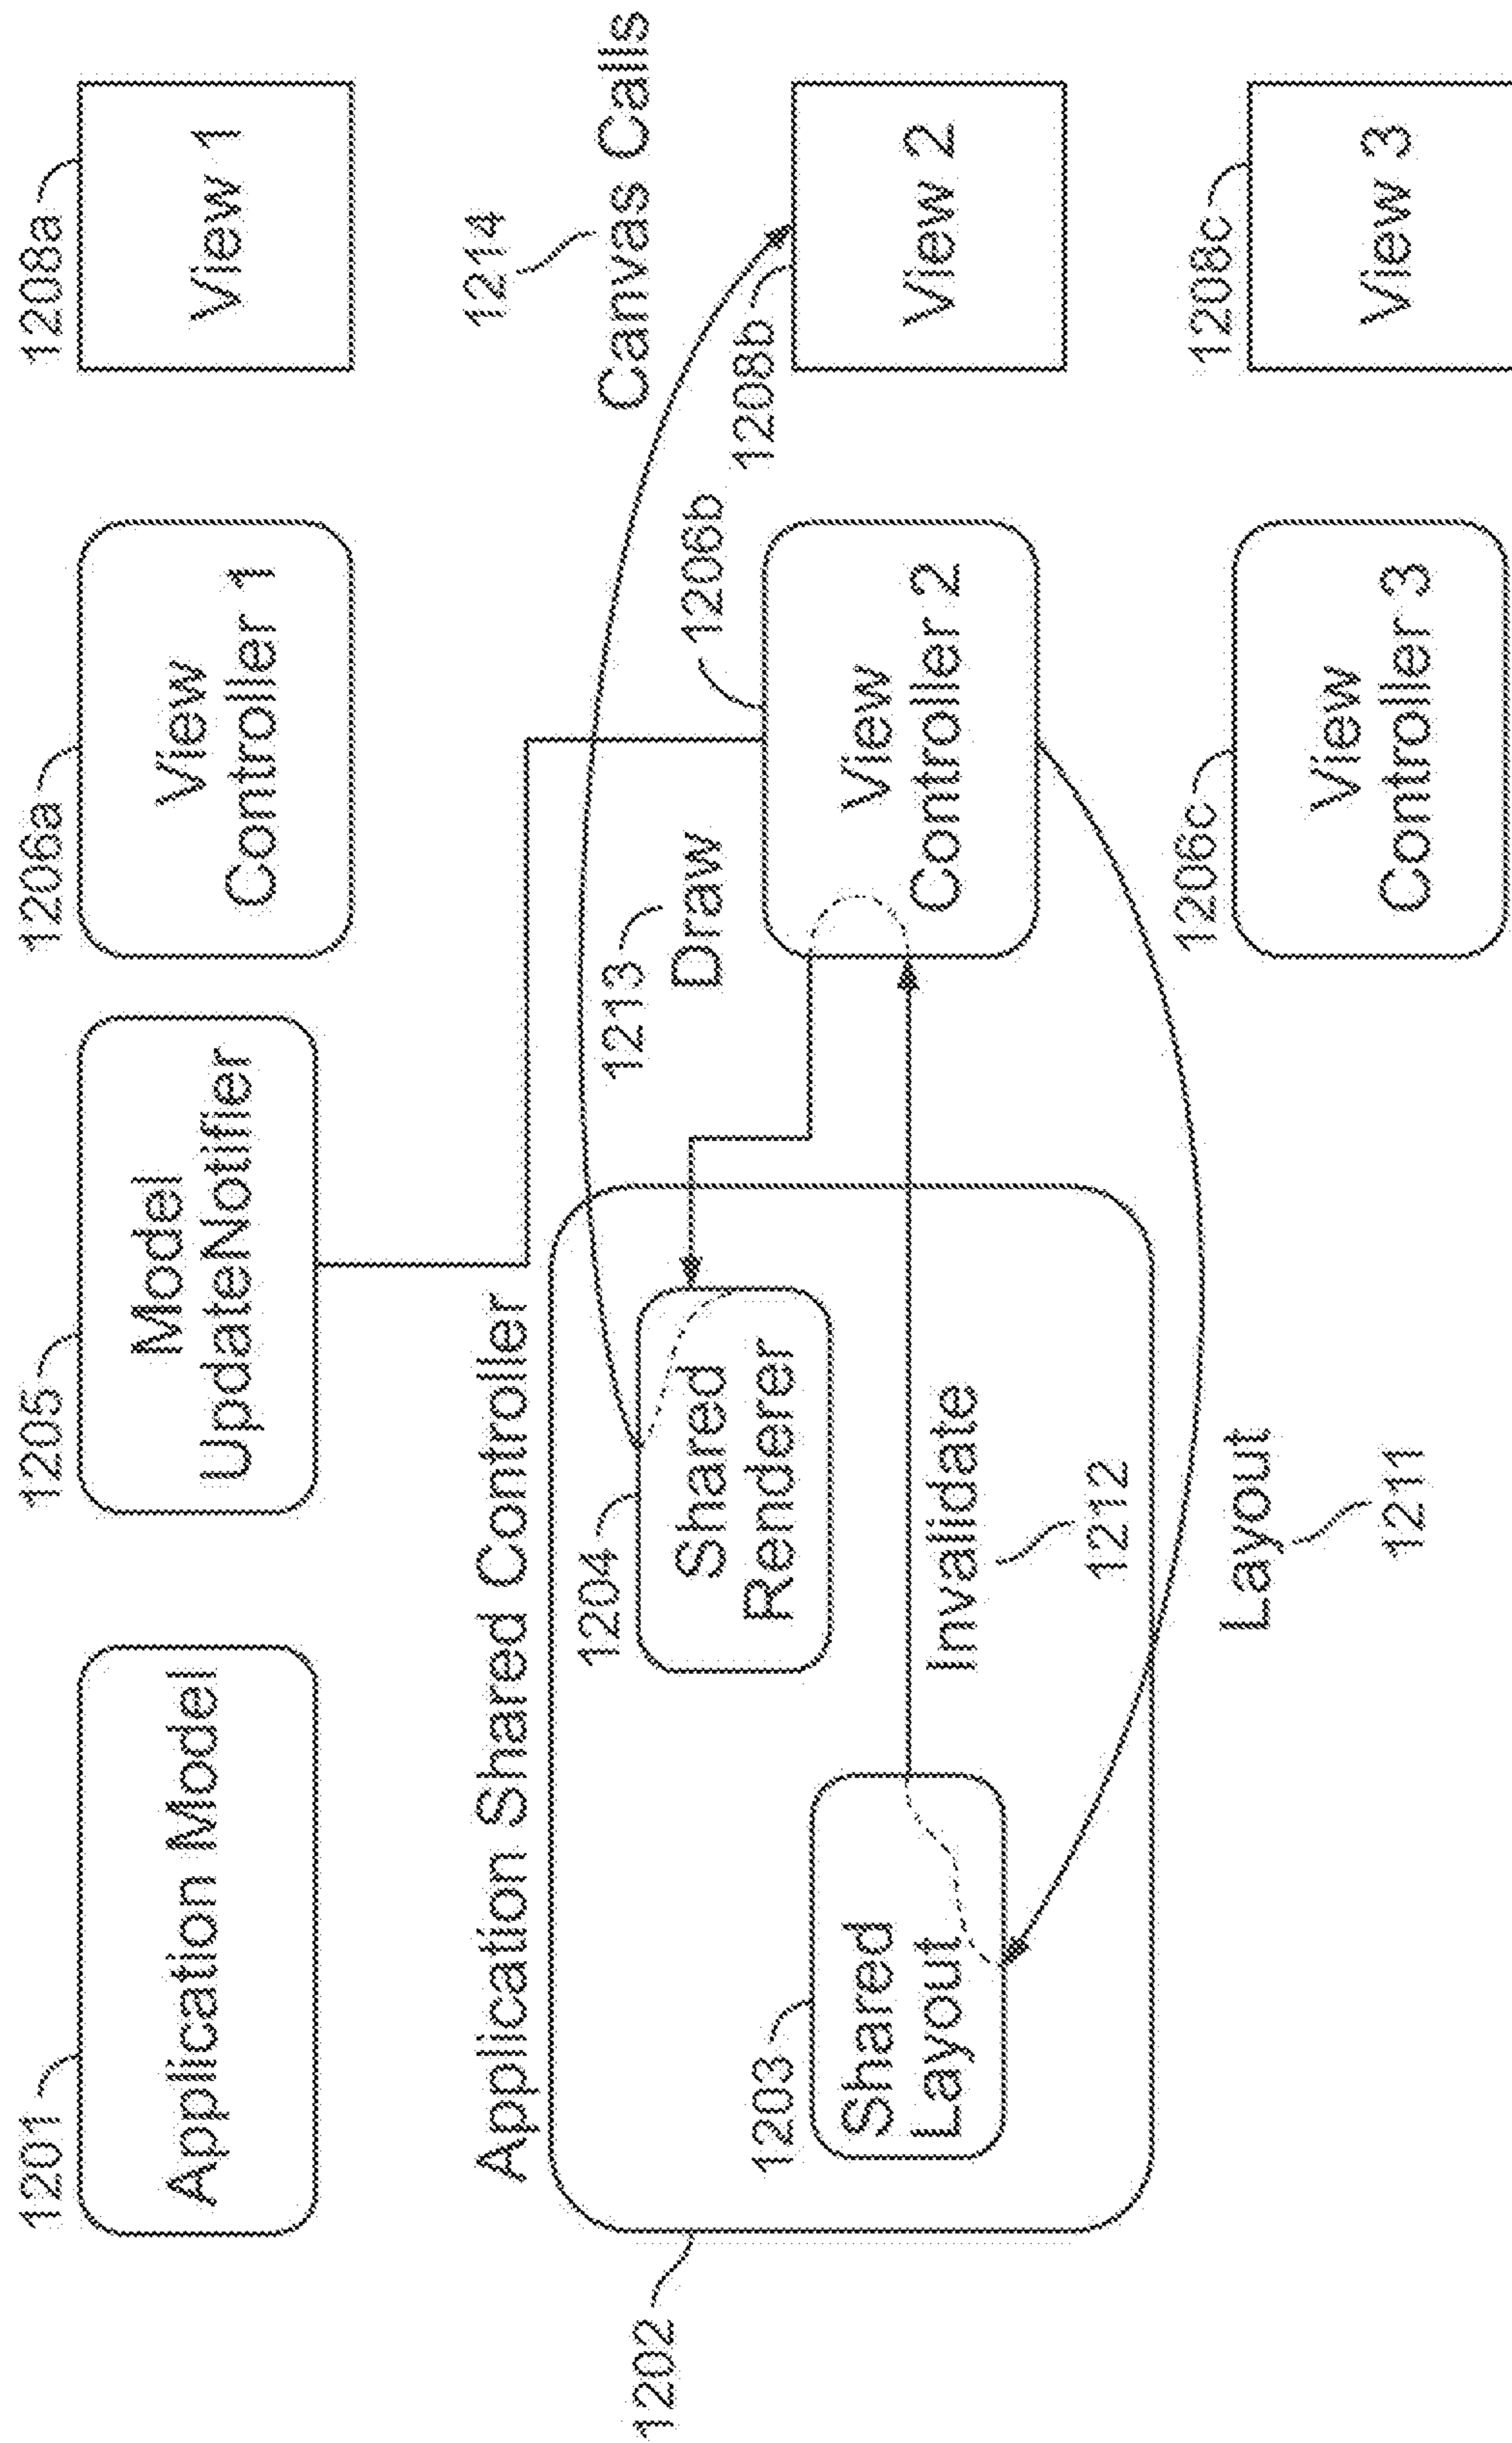 1201
Application Model
1205
Model
UpdateNotifier
1206a
View
Controller 1
1208a
View 1
1202
Application Shared Controller
1204
Shared
Renderer
1203
Shared
Layout
Invalidate
1212
Layout
1211
1213
Draw
1206b
View
Controller 2
1214
Canvas Calls
1208b
View 2
1206c
View
Controller 3
1208c
View 3